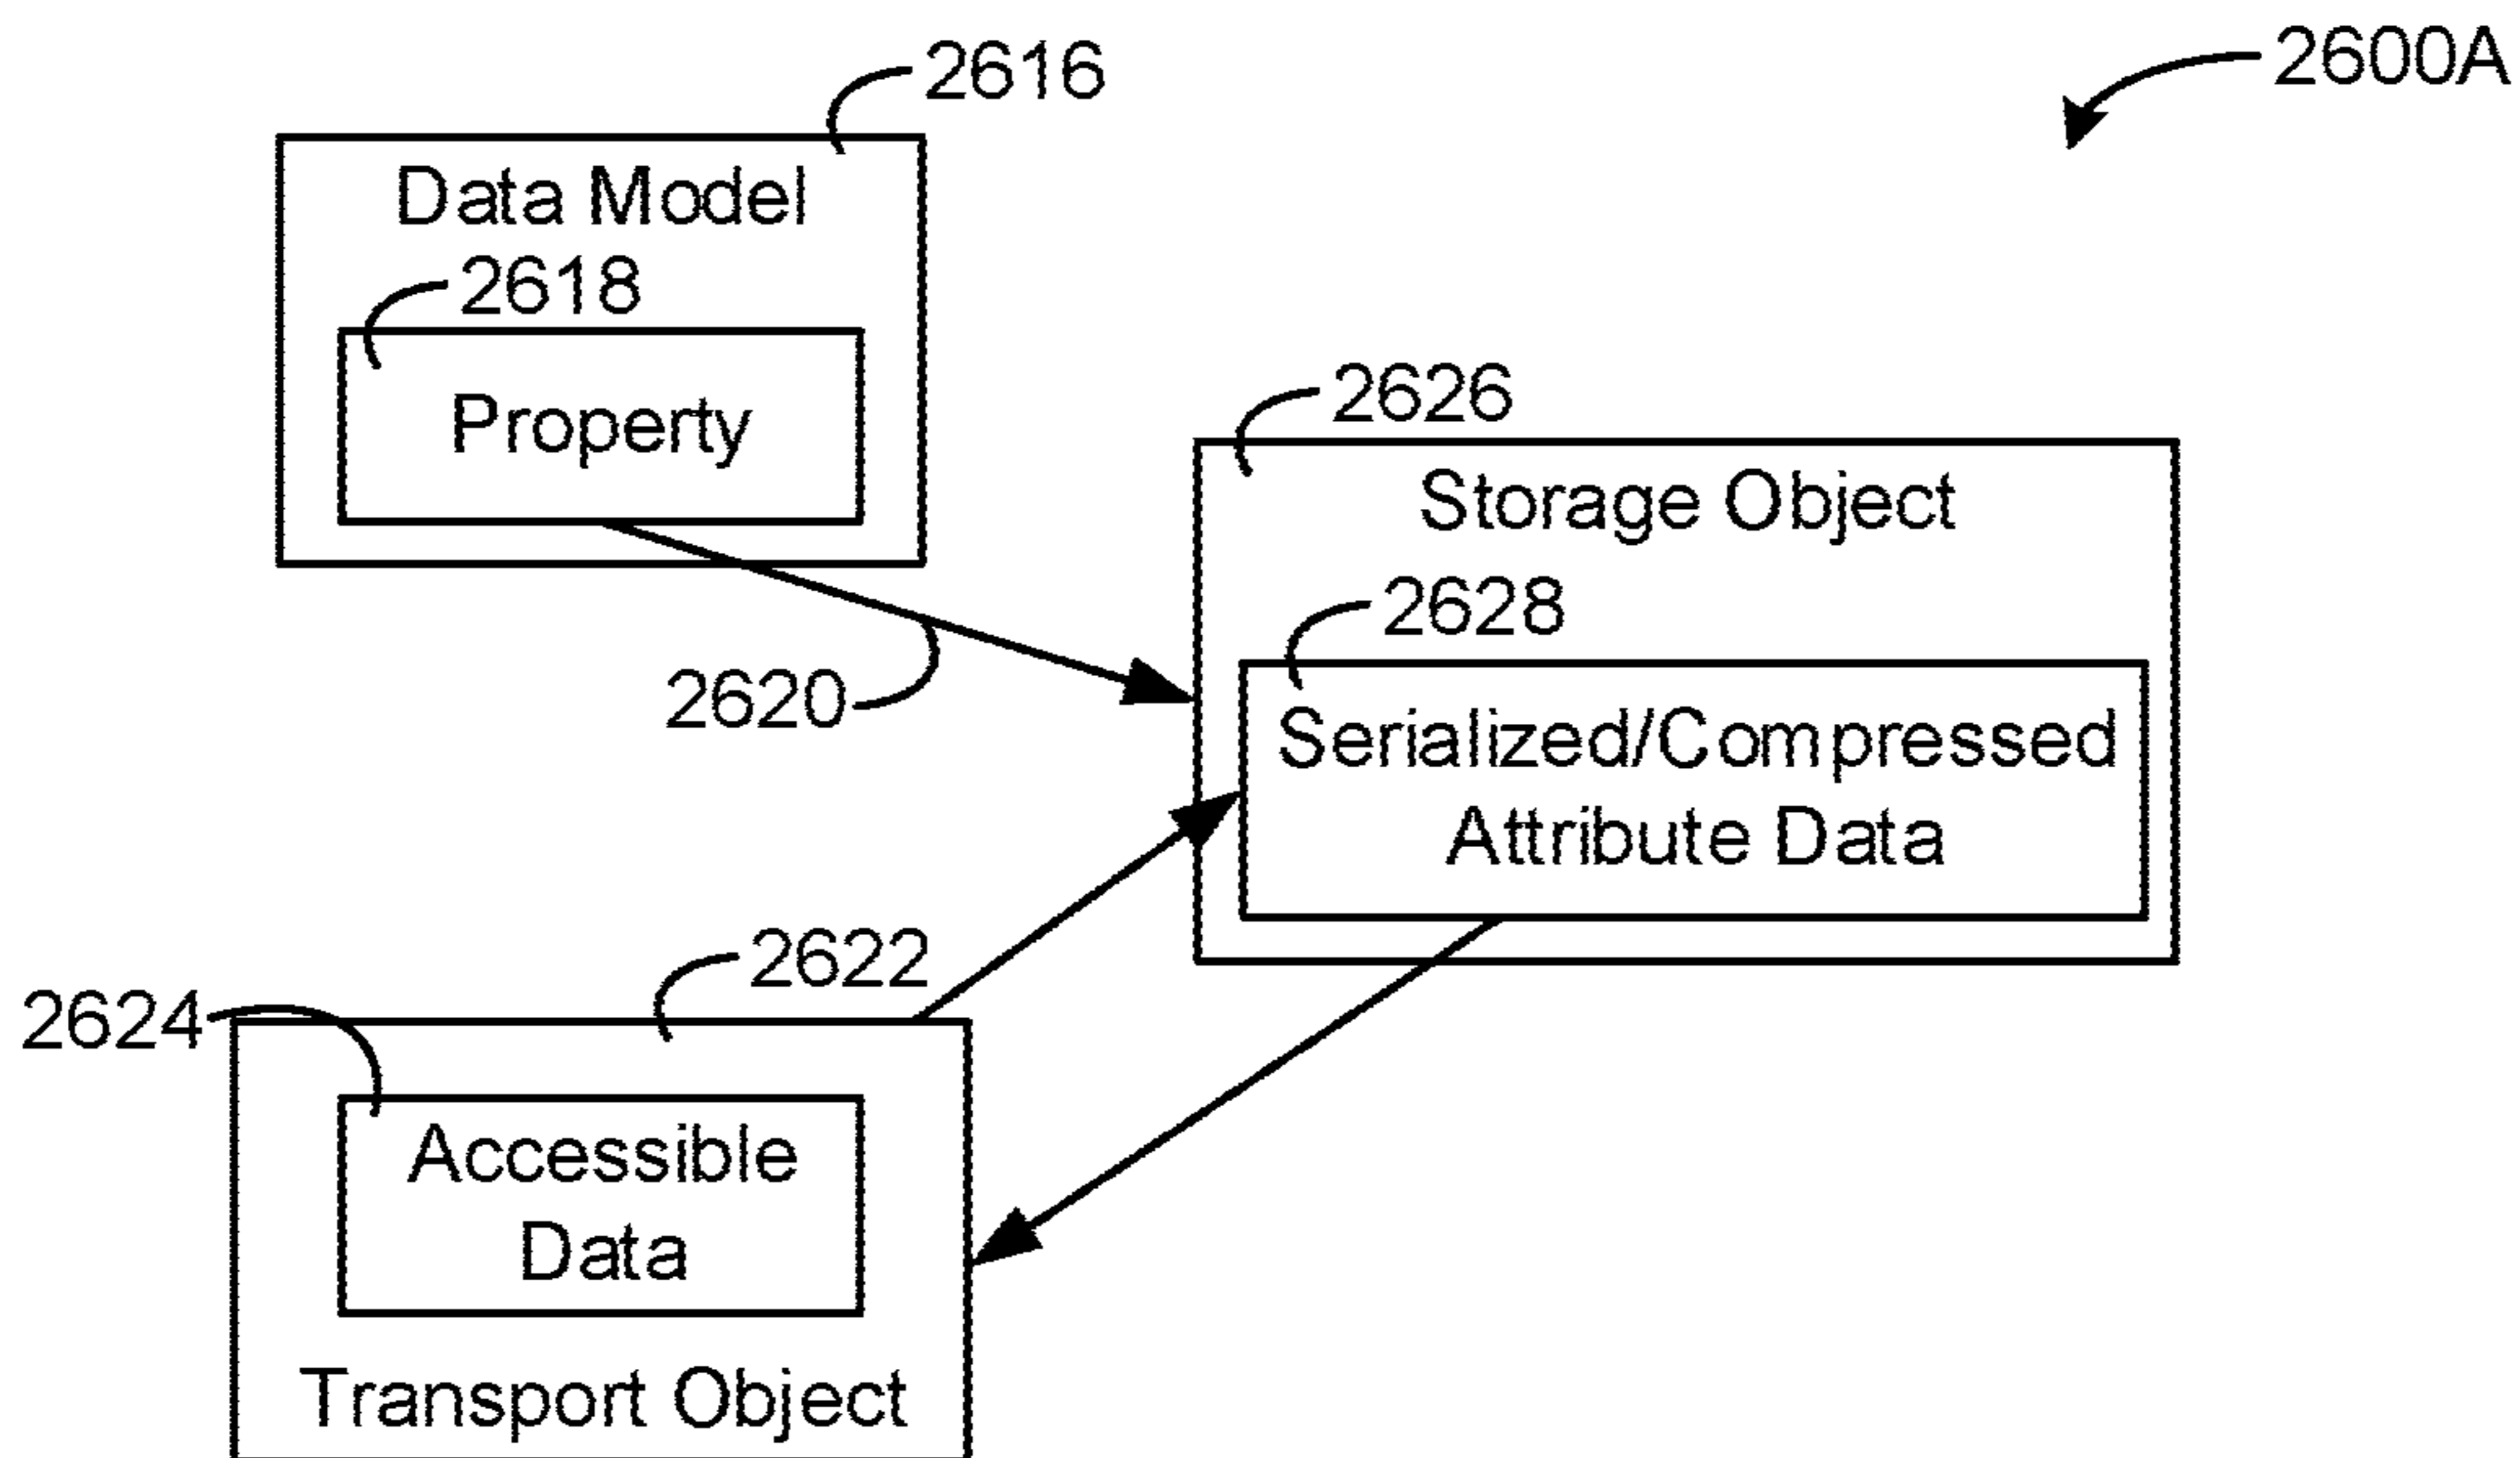 2616
2600A
Data Model
2618
Property
2626
Storage Object
2628
2620
Serialized/Compressed
Attribute Data
2622
2624
Accessible
Data
Transport Object